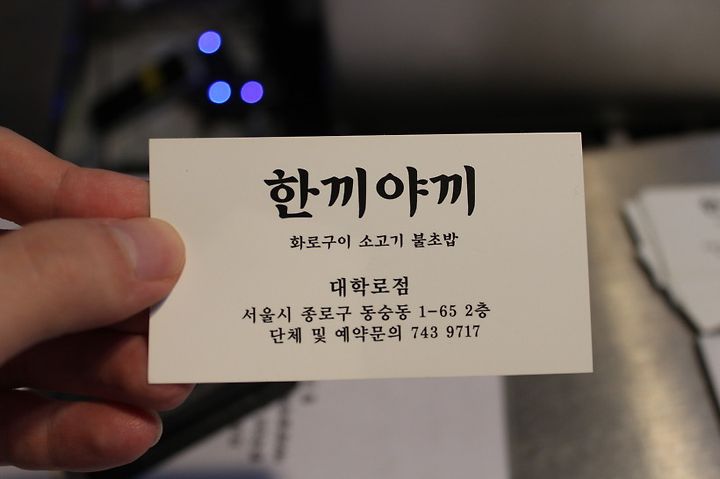 한끼야끼
화로구이 소고기 불초밥
대학로점
서울시 종로구 동숭동 1-65 2층
단체 및 예약문의 743 9717